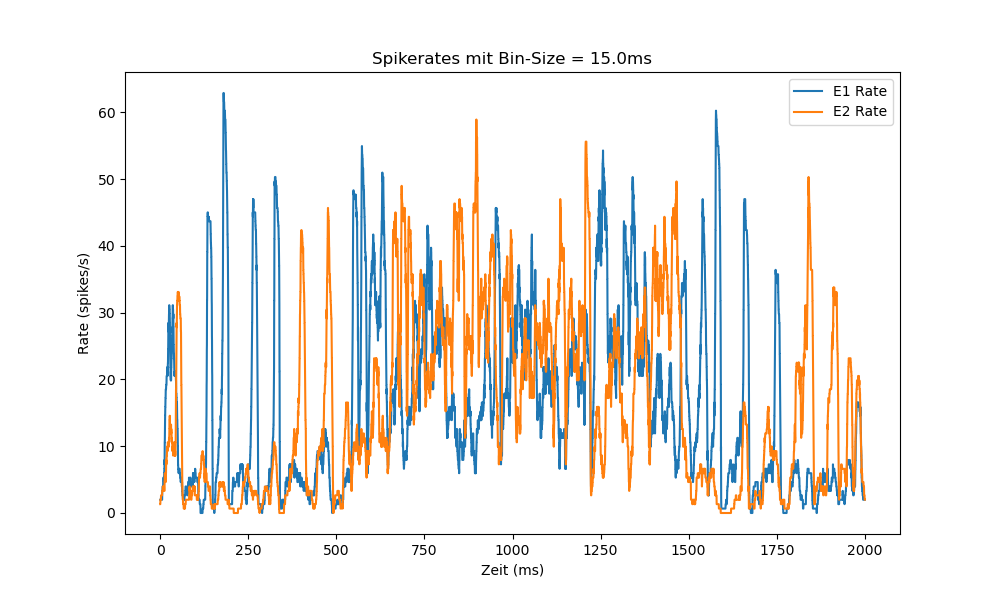 Spikerates mit Bin-Size = 15.0ms
E1 Rate
E2 Rate
Rate (spikes/s)
60
50
40
30
20
10
0
0 250 500 750 1000 1250 1500 1750 2000
Zeit (ms)